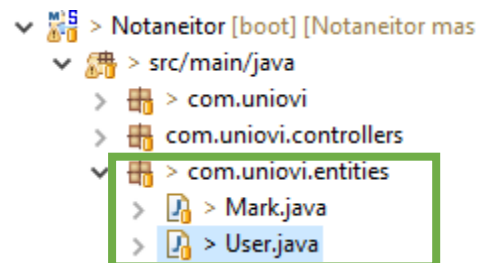 > Notaneitor [boot] [Notaneitor mas
> src/main/java
> com.uniovi
com.uniovi.controllers
> com.uniovi.entities
> Mark.java
> User.java